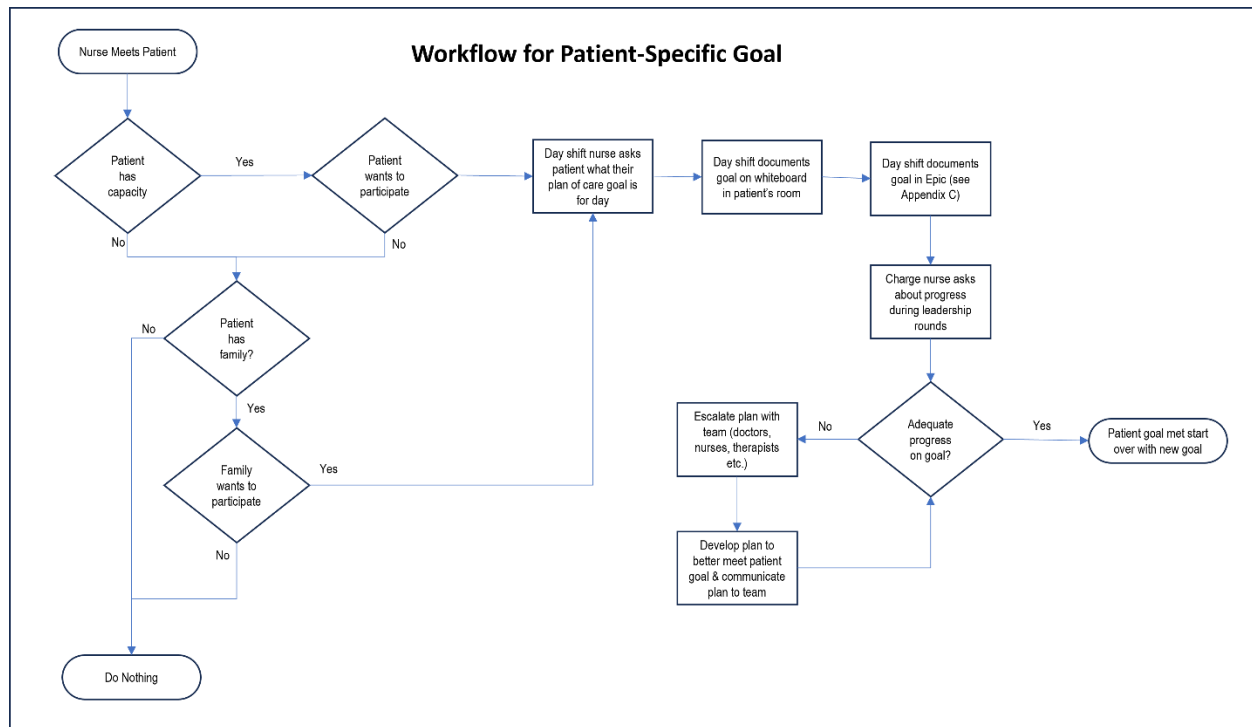 Workflow for Patient-Specific Goal
Nurse Meets Patient
Patient
has
capacity
Yes
Patient
wants to
participate
Day shift nurse asks
patient what their
plan of care goal is
for day
Day shift documents
goal on whiteboard
in patient's room
Day shift documents
goal in Epic (see
Appendix C)
No
No
Charge nurse asks
about progress
during leadership
rounds
No
Patient
has
family?
Yes
Escalate plan with
team (doctors,
nurses, therapists
etc.)
No
Adequate
progress
on goal?
Yes
Patient goal met start
over with new goal
Family
wants to
participate
Yes
No
Develop plan to
better meet patient
goal & communicate
plan to team
Do Nothing